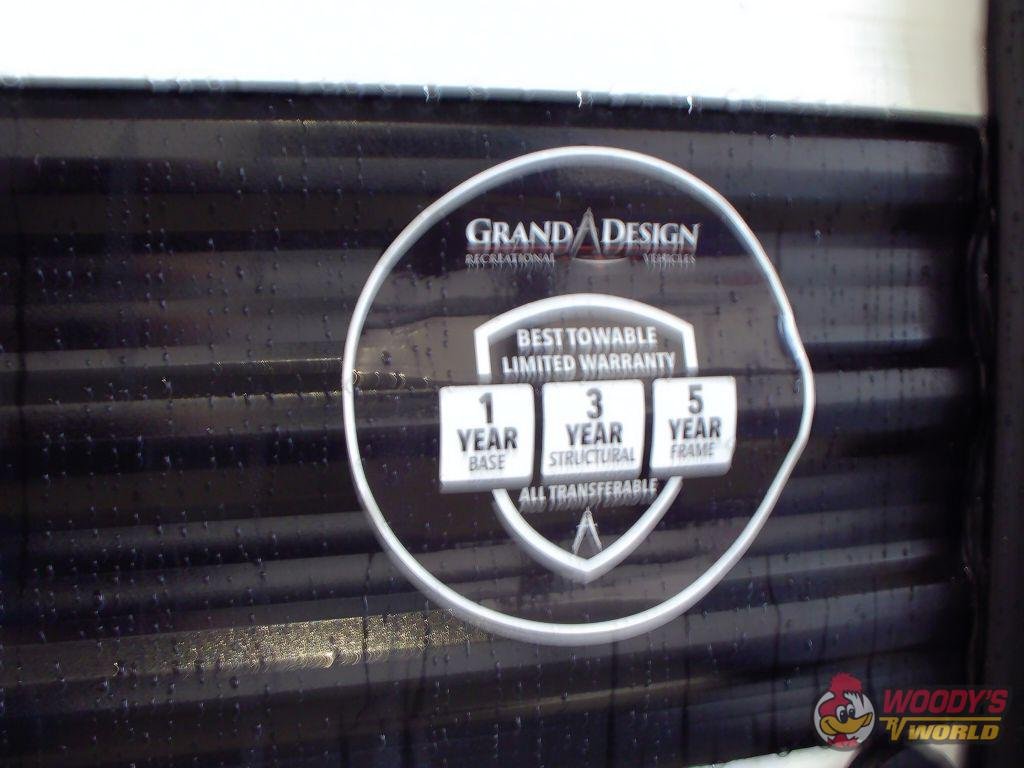 GRAND DESIGN
RECREATIONAL VEHICLES
BEST TOWABLE
LIMITED WARRANTY
1
YEAR
BASE
3
YEAR
STRUCTURAL
5
YEAR
FRAME
ALL TRANSFERABLE
WOODY'S
RV WORLD